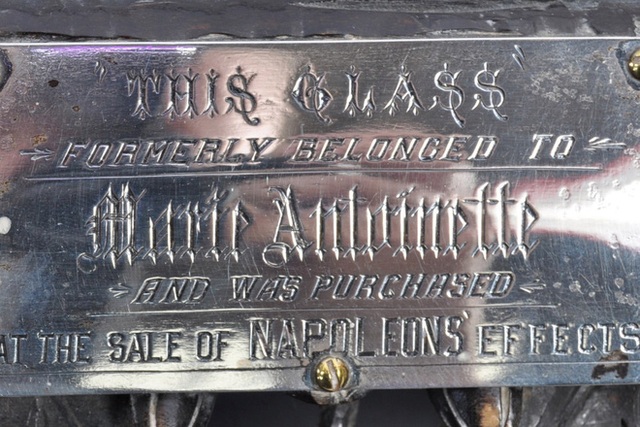 "THIS GLASS"
FORMERLY BELONGED TO
Marie Antoinette
AND WAS PURCHASED
AT THE SALE OF NAPOLEONS EFFECTS